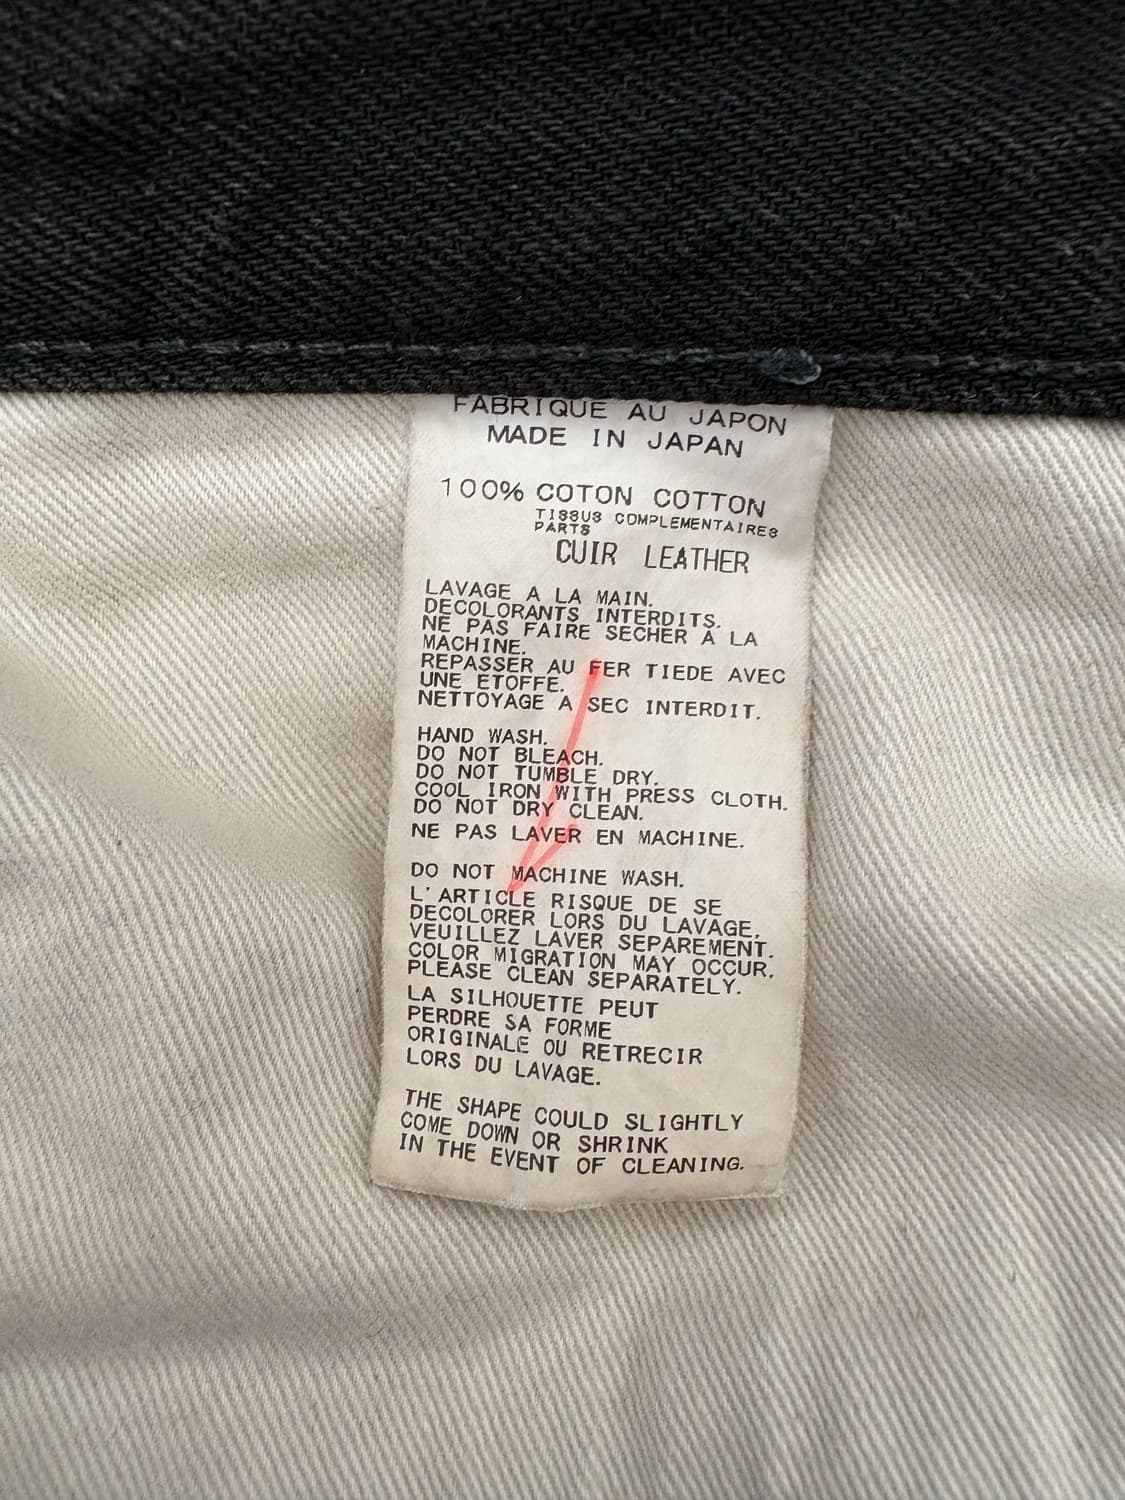 FABRIQUE AU JAPON
MADE IN JAPAN
100% COTON COTTON
TISSUS COMPLEMENTAIRES
PARTS
CUIR LEATHER
LAVAGE A LA MAIN.
DECOLORANTS INTERDITS.
NE PAS FAIRE SECHER A LA
MACHINE.
REPASSER AU FER TIEDE AVEC
UNE ETOFFE.
NETTOYAGE A SEC INTERDIT.
HAND WASH.
DO NOT BLEACH.
DO NOT TUMBLE DRY.
COOL IRON WITH PRESS CLOTH.
DO NOT DRY CLEAN.
NE PAS LAVER EN MACHINE.
DO NOT MACHINE WASH.
L'ARTICLE RISQUE DE SE
DECOLORER LORS DU LAVAGE.
VEUILLEZ LAVER SEPAREMENT.
COLOR MIGRATION MAY OCCUR.
PLEASE CLEAN SEPARATELY.
LA SILHOUETTE PEUT
PERDRE SA FORME
ORIGINALE OU RETRECIR
LORS DU LAVAGE.
THE SHAPE COULD SLIGHTLY
COME DOWN OR SHRINK
IN THE EVENT OF CLEANING.